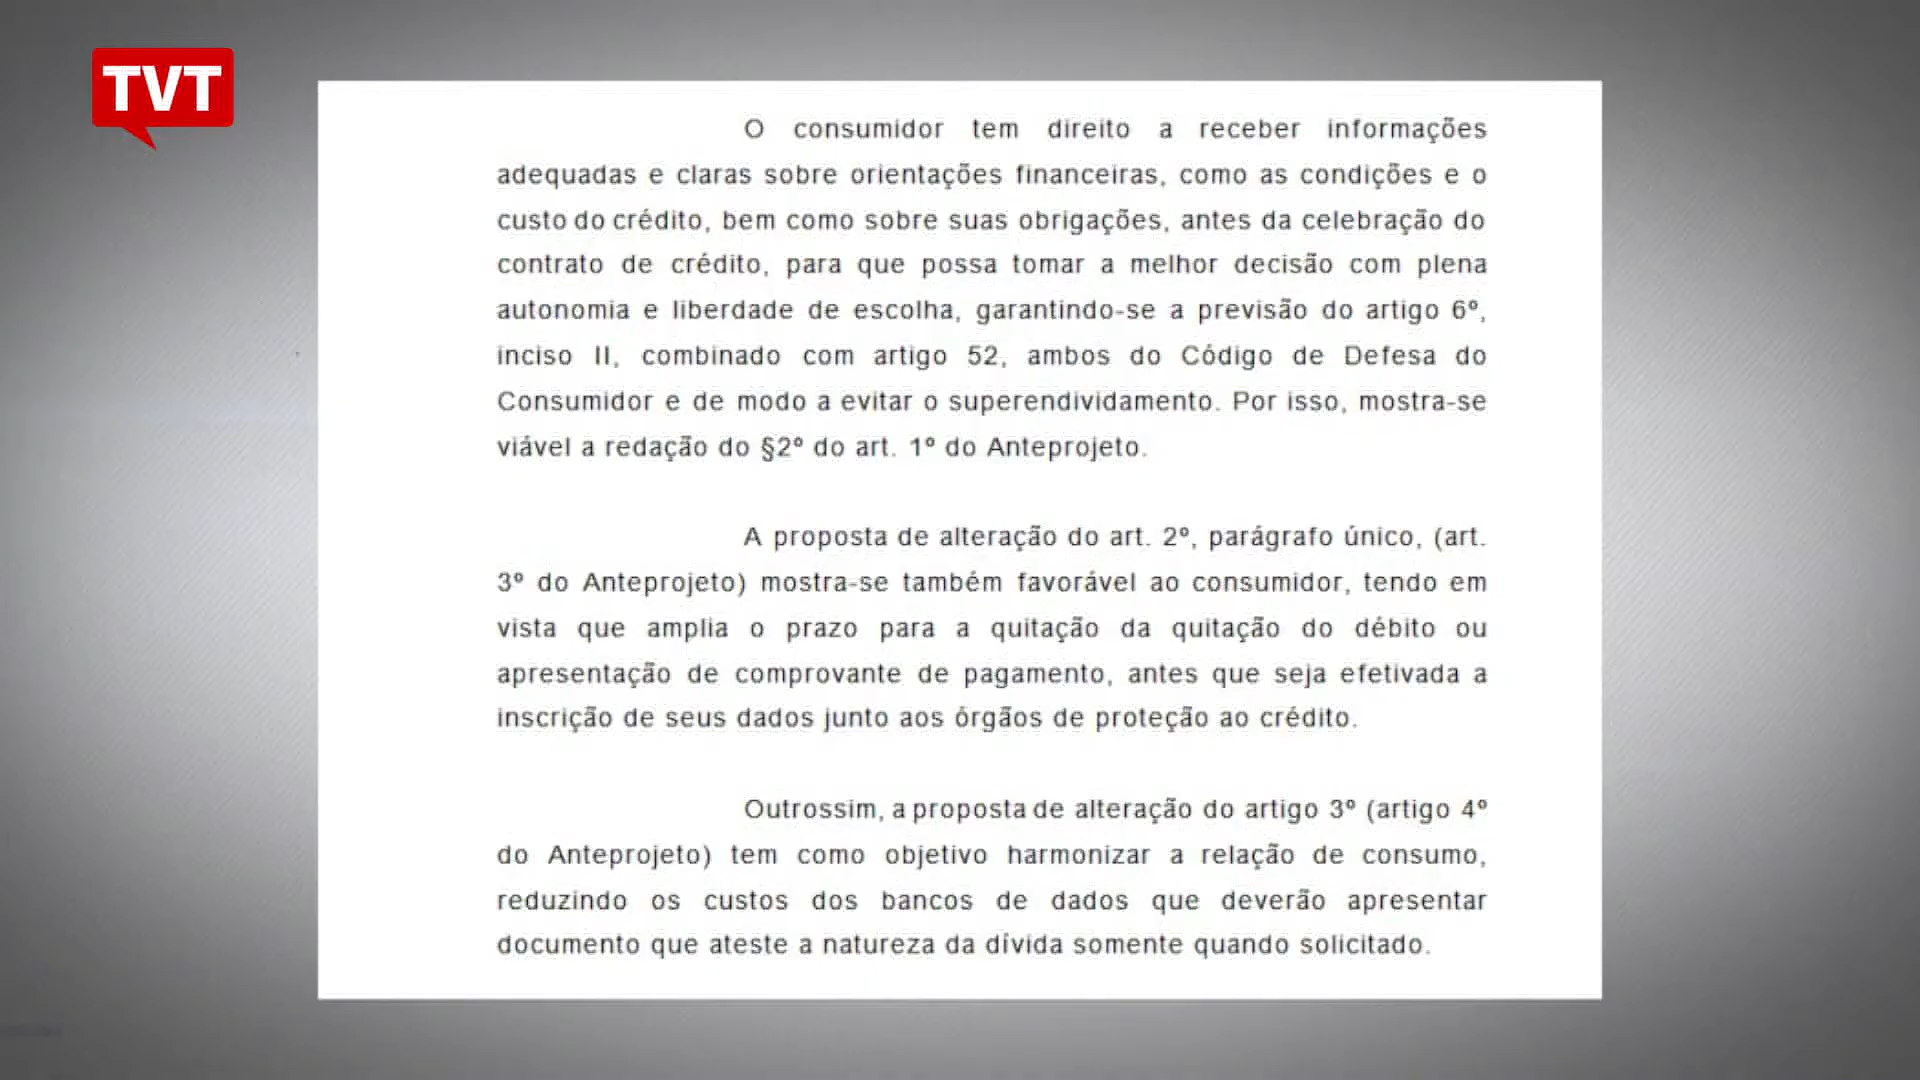 TVT
O consumidor tem direito a receber informações
adequadas e claras sobre orientações financeiras, como as condições e o
custo do crédito, bem como sobre suas obrigações, antes da celebração do
contrato de crédito, para que possa tomar a melhor decisão com plena
autonomia e liberdade de escolha, garantindo-se a previsão do artigo 6º,
inciso II, combinado com artigo 52, ambos do Código de Defesa do
Consumidor e de modo a evitar o superendividamento. Por isso, mostra-se
viável a redação do §2º do art. 1º do Anteprojeto.
A proposta de alteração do art. 2º, parágrafo único, (art.
3º do Anteprojeto) mostra-se também favorável ao consumidor, tendo em
vista que amplia o prazo para a quitação da quitação do débito ou
apresentação de comprovante de pagamento, antes que seja efetivada a
inscrição de seus dados junto aos órgãos de proteção ao crédito.
Outrossim, a proposta de alteração do artigo 3º (artigo 4º
do Anteprojeto) tem como objetivo harmonizar a relação de consumo,
reduzindo os custos dos bancos de dados que deverão apresentar
documento que ateste a natureza da dívida somente quando solicitado.